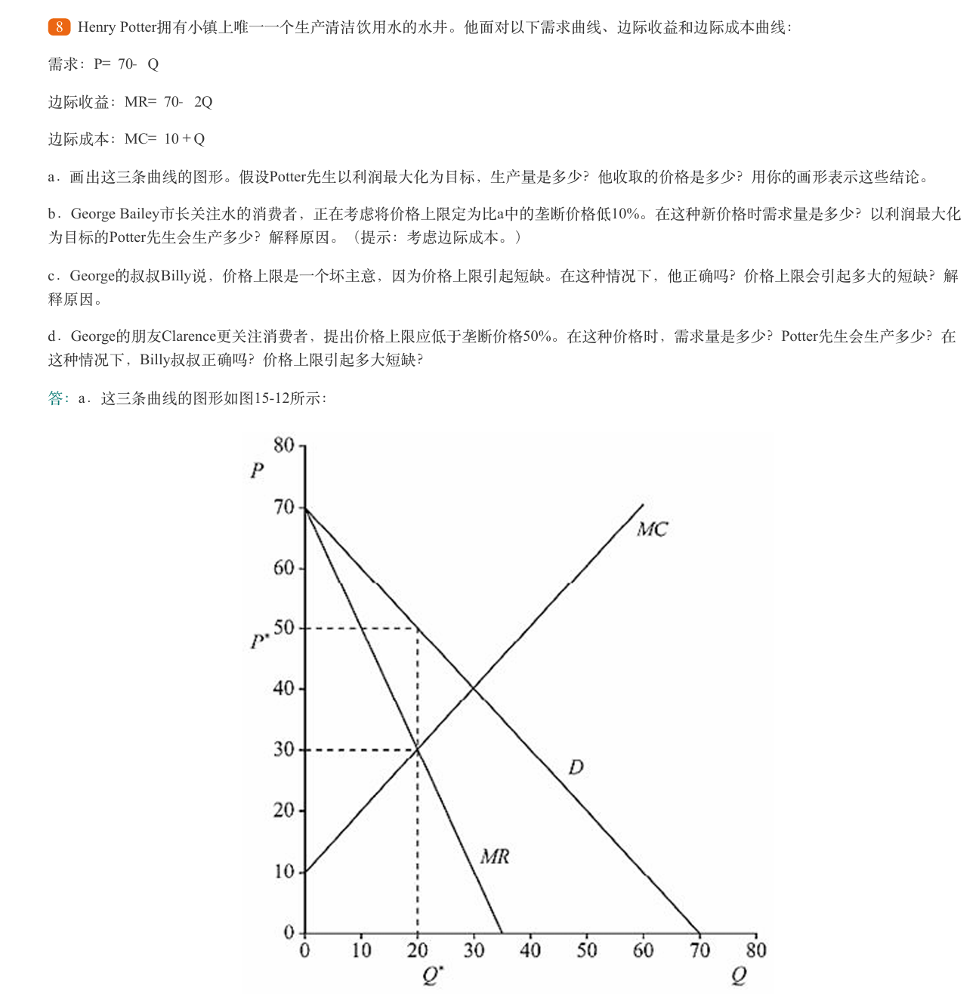 8 Henry Potter拥有小镇上唯一一个生产清洁饮用水的水井。他面对以下需求曲线、边际收益和边际成本曲线：
需求：P= 70- Q
边际收益：MR= 70- 2Q
边际成本：MC= 10+Q
a．画出这三条曲线的图形。假设Potter先生以利润最大化为目标，生产量是多少？他收取的价格是多少？用你的画形表示这些结论。
b．George Bailey市长关注水的消费者，正在考虑将价格上限定为比a中的垄断价格低10%。在这种新价格时需求量是多少？以利润最大化
为目标的Potter先生会生产多少？解释原因。（提示：考虑边际成本。）
c．George的叔叔Billy说，价格上限是一个坏主意，因为价格上限引起短缺。在这种情况下，他正确吗？价格上限会引起多大的短缺？解
释原因。
d．George的朋友Clarence更关注消费者，提出价格上限应低于垄断价格50%。在这种价格时，需求量是多少？Potter先生会生产多少？在
这种情况下，Billy叔叔正确吗？价格上限引起多大短缺？
答：a．这三条曲线的图形如图15-12所示：
80
P
70
MC
60
50
P*
40
30
D
20
MR
10
0
0 10 20 30 40 50 60 70 80
Q* Q